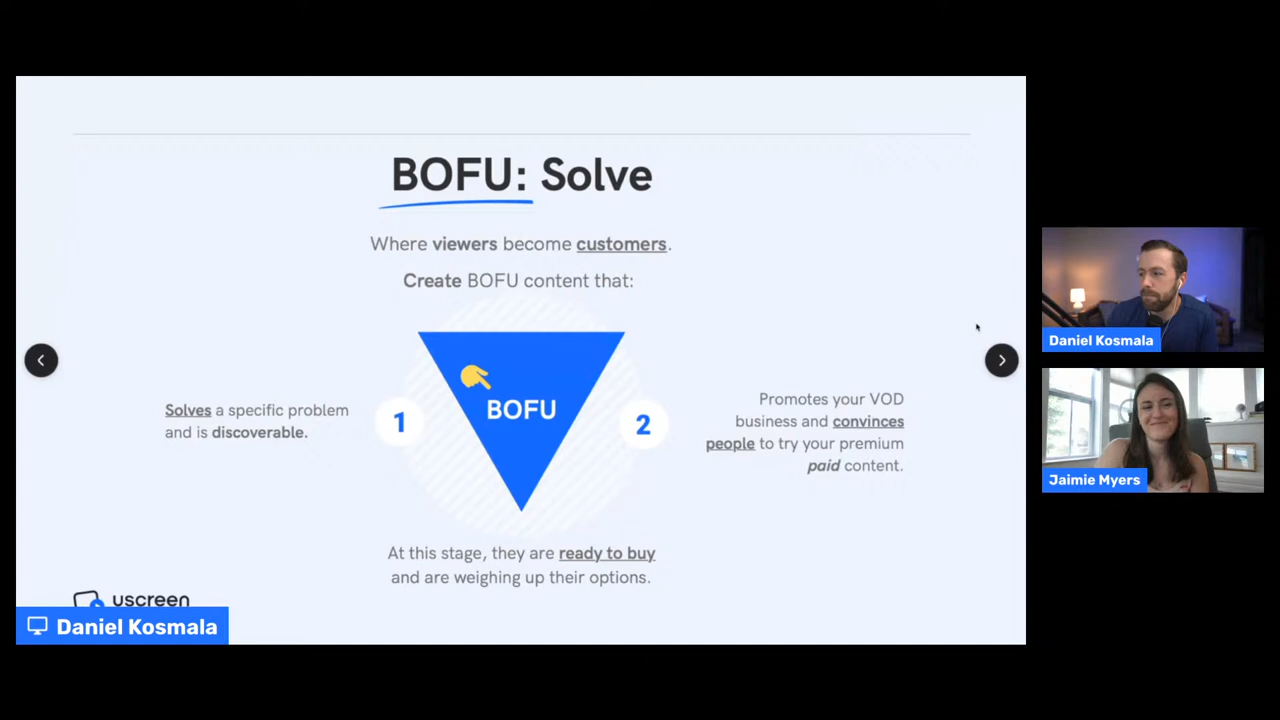 BOFU: Solve
Where viewers become customers.
Create BOFU content that:
BOFU
1
Solves a specific problem
and is discoverable.
2
Promotes your VOD
business and convinces
people to try your premium
paid content.
At this stage, they are ready to buy
and are weighing up their options.
uscreen
Daniel Kosmala
Daniel Kosmala
Jaimie Myers